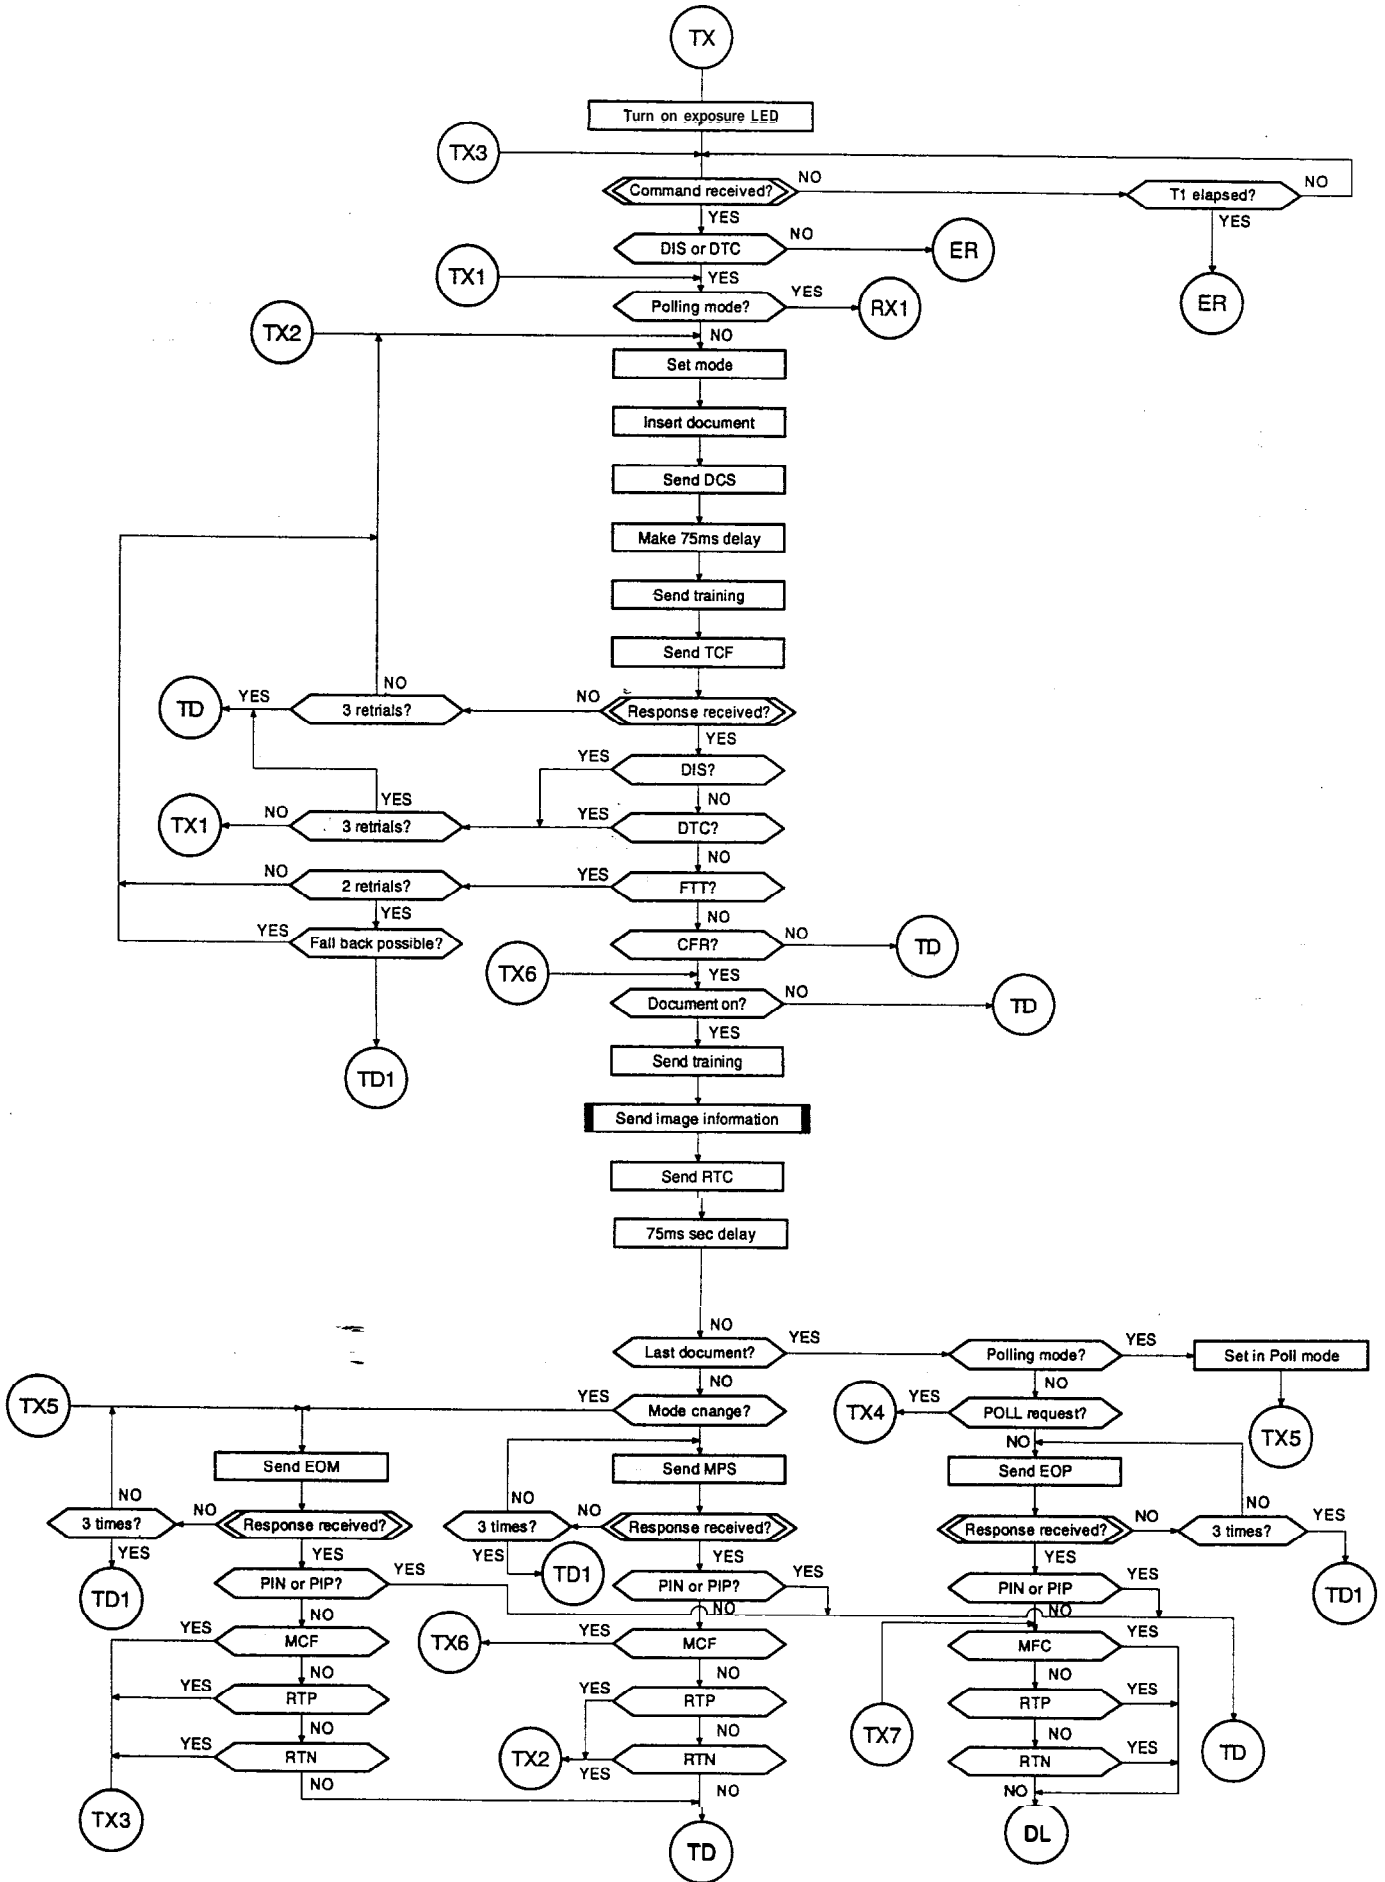 TX
Turn on exposure LED
TX3
Command received?
NO
T1 elapsed?
NO
YES
YES
DIS or DTC
NO
ER
TX1
YES
ER
Polling mode?
YES
RX1
TX2
NO
Set mode
Insert document
Send DCS
Make 75ms delay
Send training
Send TCF
TD
YES
3 retrials?
NO
NO
Response received?
YES
YES
DIS?
NO
TX1
NO
3 retrials?
YES
YES
DTC?
NO
NO
2 retrials?
YES
FTT?
YES
NO
YES
Fall back possible?
CFR?
NO
TD
TX6
YES
Document on?
NO
TD
YES
TD1
Send training
Send image information
Send RTC
75ms sec delay
NO
Last document?
YES
Polling mode?
YES
Set in Poll mode
NO
NO
TX5
YES
Mode change?
TX4
YES
POLL request?
TX5
NO
Send EOM
Send MPS
Send EOP
NO
NO
NO
3 times?
NO
Response received?
3 times?
NO
Response received?
Response received?
NO
3 times?
YES
YES
YES
YES
YES
YES
TD1
PIN or PIP?
YES
TD1
PIN or PIP?
YES
PIN or PIP
YES
TD1
NO
NO
NO
YES
MCF
TX6
YES
MCF
MFC
YES
NO
NO
NO
YES
RTP
YES
RTP
RTP
YES
NO
NO
NO
TX7
TD
YES
RTN
TX2
YES
RTN
RTN
YES
NO
NO
NO
TX3
TD
DL